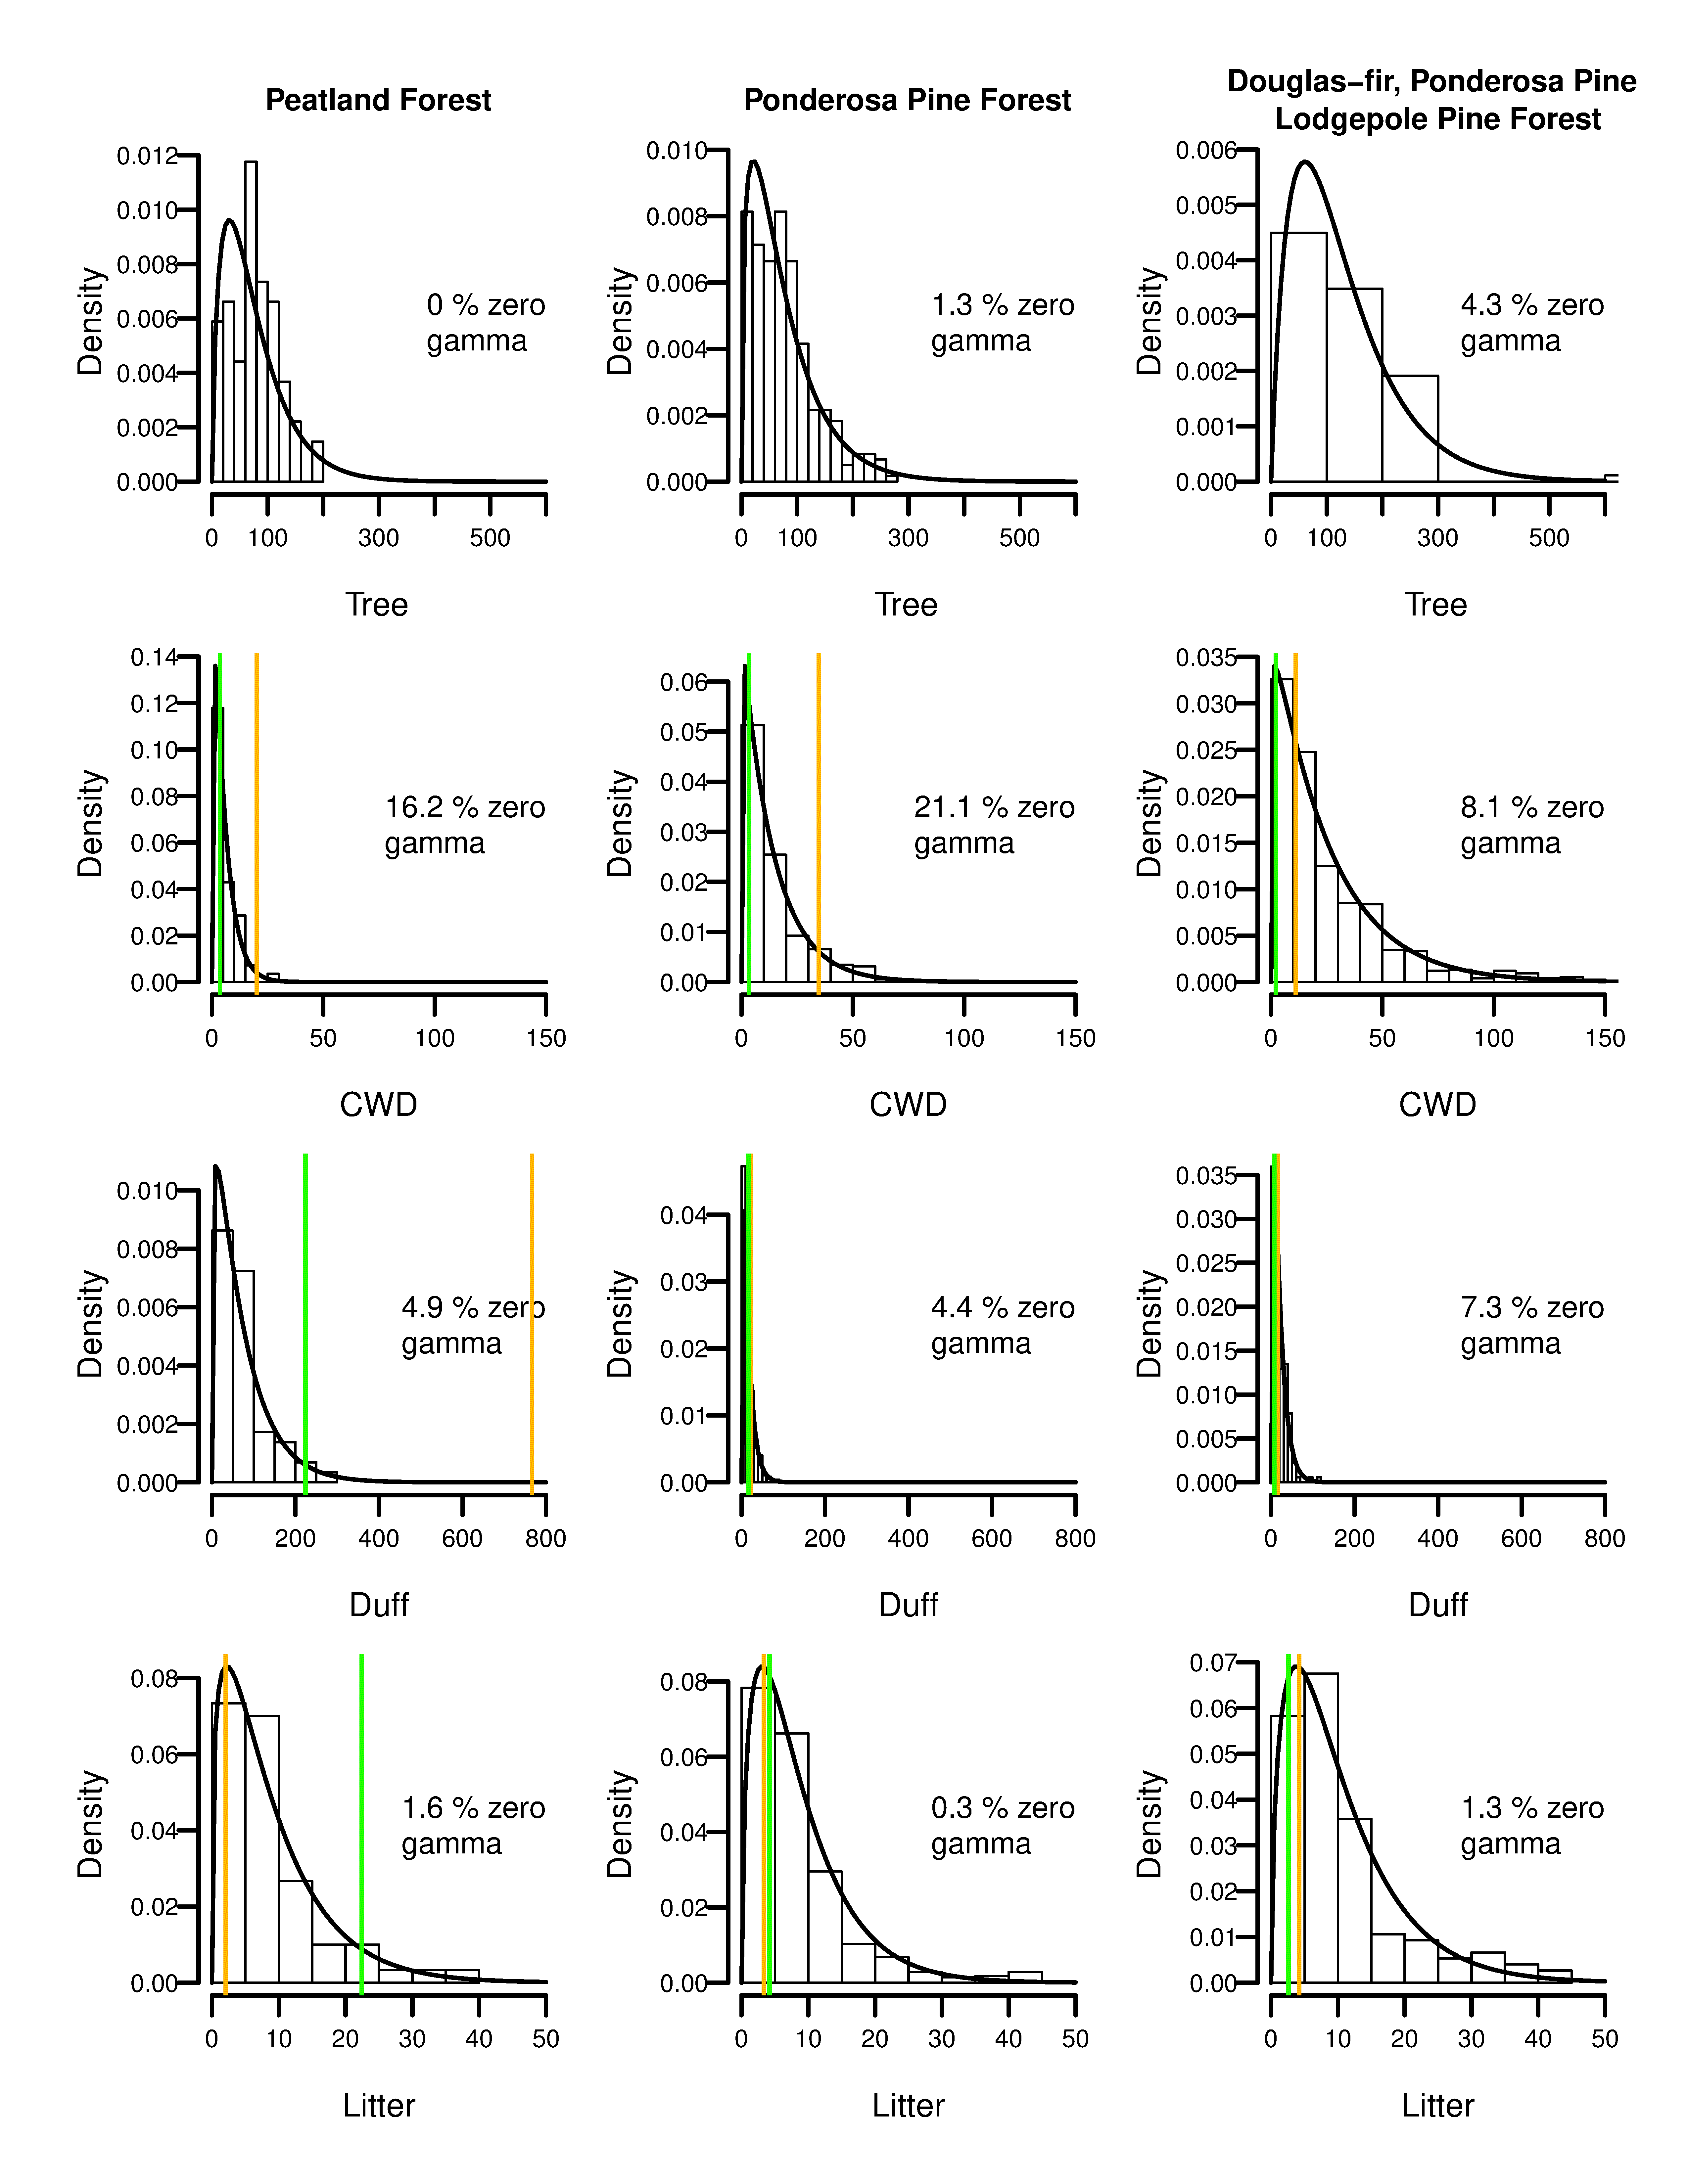 Peatland Forest
Ponderosa Pine Forest
Douglas−fir, Ponderosa Pine
Lodgepole Pine Forest
Density
0.012
0.010
0.008
0.006
0.004
0.002
0.000
0 % zero
gamma
0 100 300 500
Tree
Density
0.010
0.008
0.006
0.004
0.002
0.000
1.3 % zero
gamma
0 100 300 500
Tree
Density
0.006
0.005
0.004
0.003
0.002
0.001
0.000
4.3 % zero
gamma
0 100 300 500
Tree
Density
0.14
0.12
0.10
0.08
0.06
0.04
0.02
0.00
16.2 % zero
gamma
0 50 100 150
CWD
Density
0.06
0.05
0.04
0.03
0.02
0.01
0.00
21.1 % zero
gamma
0 50 100 150
CWD
Density
0.035
0.030
0.025
0.020
0.015
0.010
0.005
0.000
8.1 % zero
gamma
0 50 100 150
CWD
Density
0.010
0.008
0.006
0.004
0.002
0.000
4.9 % zero
gamma
0 200 400 600 800
Duff
Density
0.04
0.03
0.02
0.01
0.00
4.4 % zero
gamma
0 200 400 600 800
Duff
Density
0.035
0.030
0.025
0.020
0.015
0.010
0.005
0.000
7.3 % zero
gamma
0 200 400 600 800
Duff
Density
0.08
0.06
0.04
0.02
0.00
1.6 % zero
gamma
0 10 20 30 40 50
Litter
Density
0.08
0.06
0.04
0.02
0.00
0.3 % zero
gamma
0 10 20 30 40 50
Litter
Density
0.07
0.06
0.05
0.04
0.03
0.02
0.01
0.00
1.3 % zero
gamma
0 10 20 30 40 50
Litter